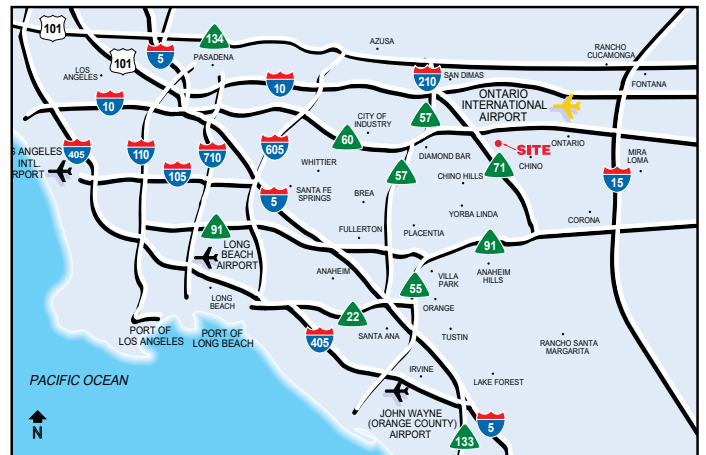 101
134
5
101
PASADENA
AZUSA
RANCHO
CUCAMONGA
LOS
ANGELES
10
210
SAN DIMAS
FONTANA
10
ONTARIO
INTERNATIONAL
AIRPORT
57
CITY OF
INDUSTRY
60
SITE
ONTARIO
405
110
710
605
S ANGELES
INTL.
RPORT
105
WHITTIER
DIAMOND BAR
57
CHINO HILLS
71
CHINO
MIRA
LOMA
15
SANTA FE
SPRINGS
5
BREA
YORBA LINDA
CORONA
91
FULLERTON
PLACENTIA
91
LONG
BEACH
AIRPORT
ANAHEIM
VILLA
PARK
ANAHEIM
HILLS
55
LONG
BEACH
ORANGE
22
PORT OF
LOS ANGELES
PORT OF
LONG BEACH
405
SANTA ANA
TUSTIN
RANCHO SANTA
MARGARITA
PACIFIC OCEAN
IRVINE
LAKE FOREST
N
JOHN WAYNE
(ORANGE COUNTY)
AIRPORT
133
5